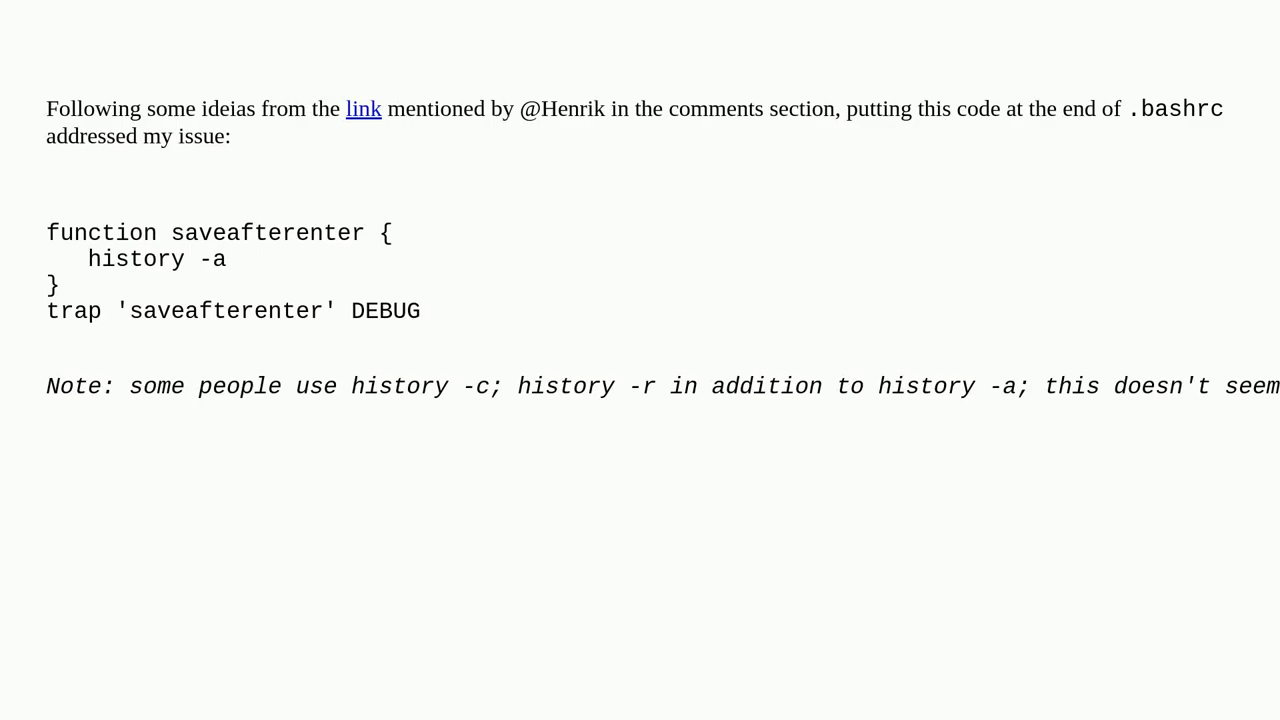 Following some ideias from the link mentioned by @Henrik in the comments section, putting this code at the end of .bashrc
addressed my issue:
function saveafterenter {
   history -a
}
trap 'saveafterenter' DEBUG
Note: some people use history -c; history -r in addition to history -a; this doesn't seem